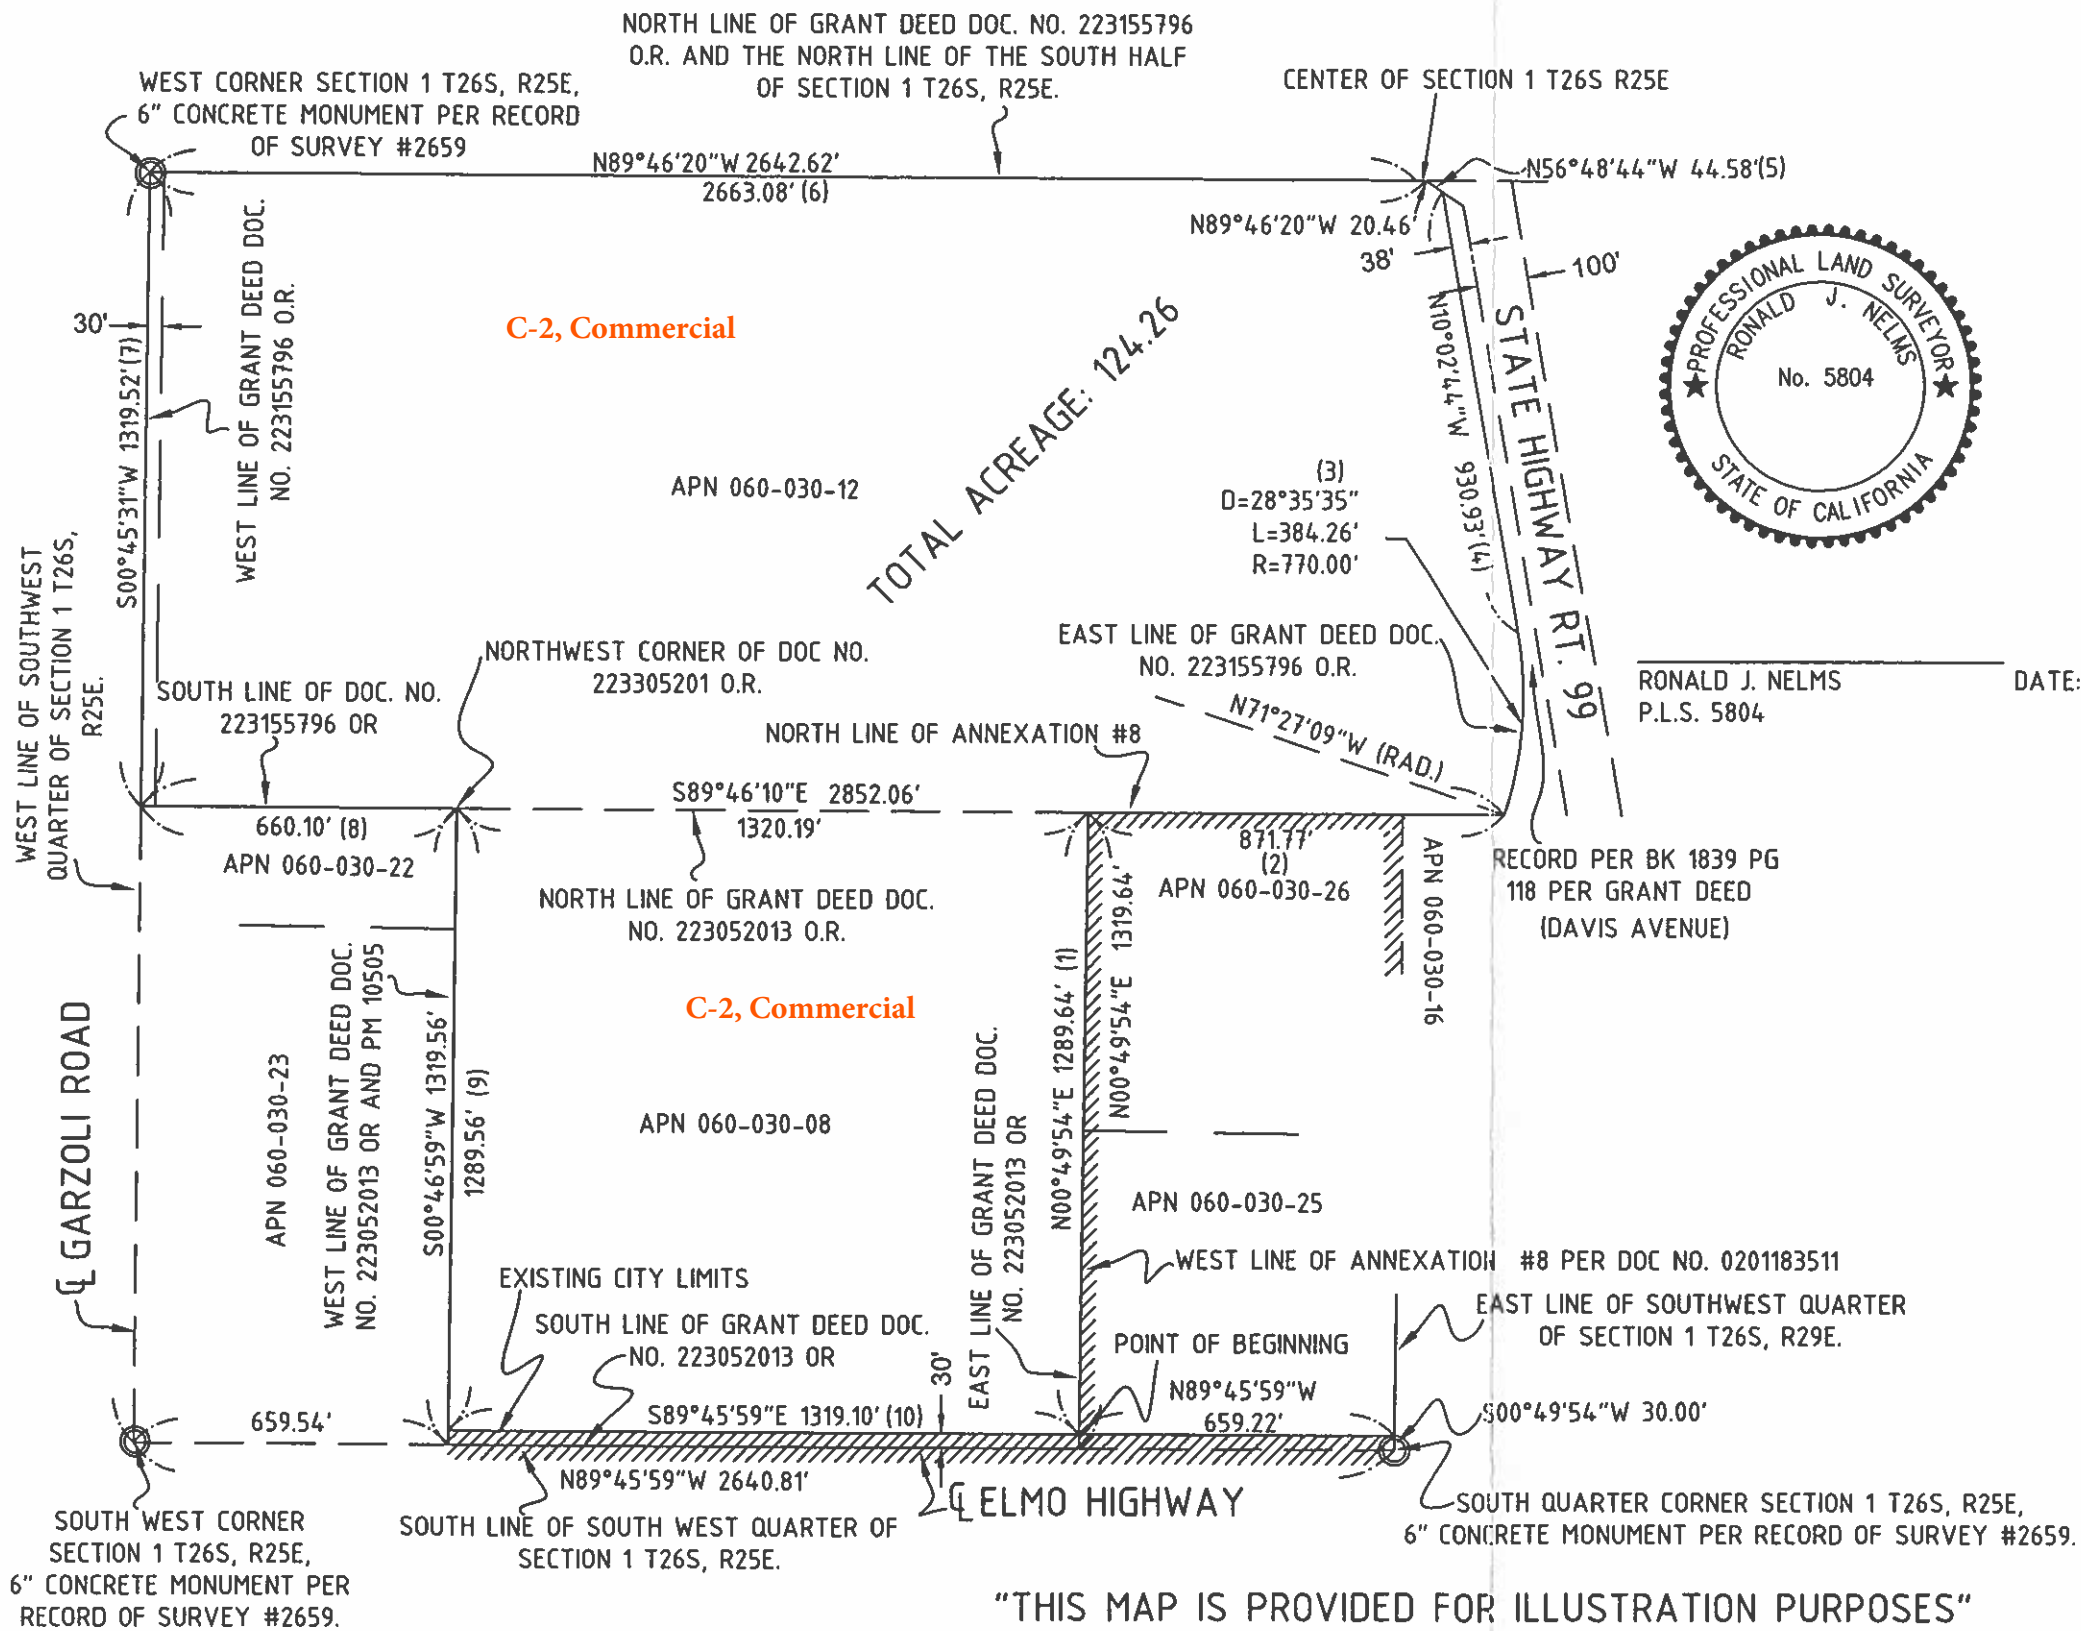 NORTH LINE OF GRANT DEED DOC. NO. 223155796
O.R. AND THE NORTH LINE OF THE SOUTH HALF
OF SECTION 1 T26S, R25E.
WEST CORNER SECTION 1 T26S, R25E,
6" CONCRETE MONUMENT PER RECORD
OF SURVEY #2659
CENTER OF SECTION 1 T26S R25E
N89°46'20"W 2642.62'
2663.08' (6)
N56°48'44"W 44.58'(5)
N89°46'20"W 20.46'
38'
100'
30'
S00°45'31"W 1319.52'(7)
WEST LINE OF GRANT DEED DOC.
NO. 223155796 O.R.
C-2, Commercial
TOTAL ACREAGE: 124.26
APN 060-030-12
N10°02'44"W 930.93'(4)
STATE HIGHWAY RT. 99
PROFESSIONAL LAND SURVEYOR
RONALD J. NELMS
No. 5804
STATE OF CALIFORNIA
(3)
D=28°35'35"
L=384.26'
R=770.00'
WEST LINE OF SOUTHWEST
QUARTER OF SECTION 1 T26S,
R25E.
SOUTH LINE OF DOC. NO.
223155796 OR
NORTHWEST CORNER OF DOC NO.
223305201 O.R.
EAST LINE OF GRANT DEED DOC.
NO. 223155796 O.R.
N71°27'09"W (RAD.)
RONALD J. NELMS
P.L.S. 5804
DATE:
NORTH LINE OF ANNEXATION #8
S89°46'10"E 2852.06'
660.10' (8)
1320.19'
871.77'
(2)
APN 060-030-22
APN 060-030-26
APN 060-030-16
RECORD PER BK 1839 PG
118 PER GRANT DEED
(DAVIS AVENUE)
NORTH LINE OF GRANT DEED DOC.
NO. 223052013 O.R.
C-2, Commercial
℄ GARZOLI ROAD
APN 060-030-23
WEST LINE OF GRANT DEED DOC.
NO. 223052013 OR AND PM 10505
S00°46'59"W 1319.56'
1289.56' (9)
APN 060-030-08
EAST LINE OF GRANT DEED DOC.
NO. 223052013 OR
N00°49'54"E 1289.64' (1)
N00°49'54"E 1319.64'
APN 060-030-25
WEST LINE OF ANNEXATION #8 PER DOC NO. 0201183511
EXISTING CITY LIMITS
SOUTH LINE OF GRANT DEED DOC.
NO. 223052013 OR
30'
POINT OF BEGINNING
EAST LINE OF SOUTHWEST QUARTER
OF SECTION 1 T26S, R29E.
659.54'
S89°45'59"E 1319.10' (10)
N89°45'59"W
659.22'
S00°49'54"W 30.00'
N89°45'59"W 2640.81'
℄ ELMO HIGHWAY
SOUTH WEST CORNER
SECTION 1 T26S, R25E,
6" CONCRETE MONUMENT PER
RECORD OF SURVEY #2659.
SOUTH LINE OF SOUTH WEST QUARTER OF
SECTION 1 T26S, R25E.
SOUTH QUARTER CORNER SECTION 1 T26S, R25E,
6" CONCRETE MONUMENT PER RECORD OF SURVEY #2659.
"THIS MAP IS PROVIDED FOR ILLUSTRATION PURPOSES"